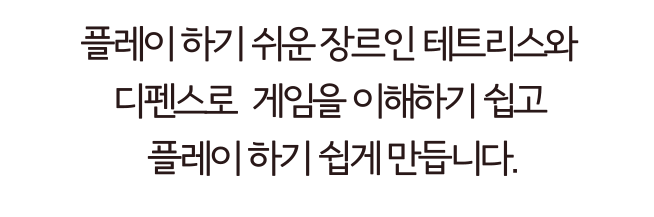 플레이 하기 쉬운 장르인 테트리스와
디펜스로 게임을 이해하기 쉽고
플레이 하기 쉽게 만듭니다.